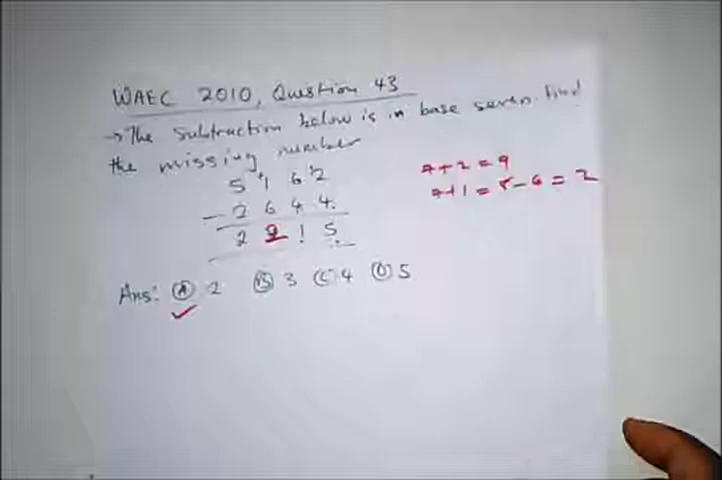 WAEC 2010, Question 43
→ The subtraction below is in base seven. find
the missing number
7+2 = 9
7+1 = 8-6 = 2
5 1 6 2
- 2 6 4 4
2 2 1 5
Ans: (A) 2 (B) 3 (C) 4 (D) 5